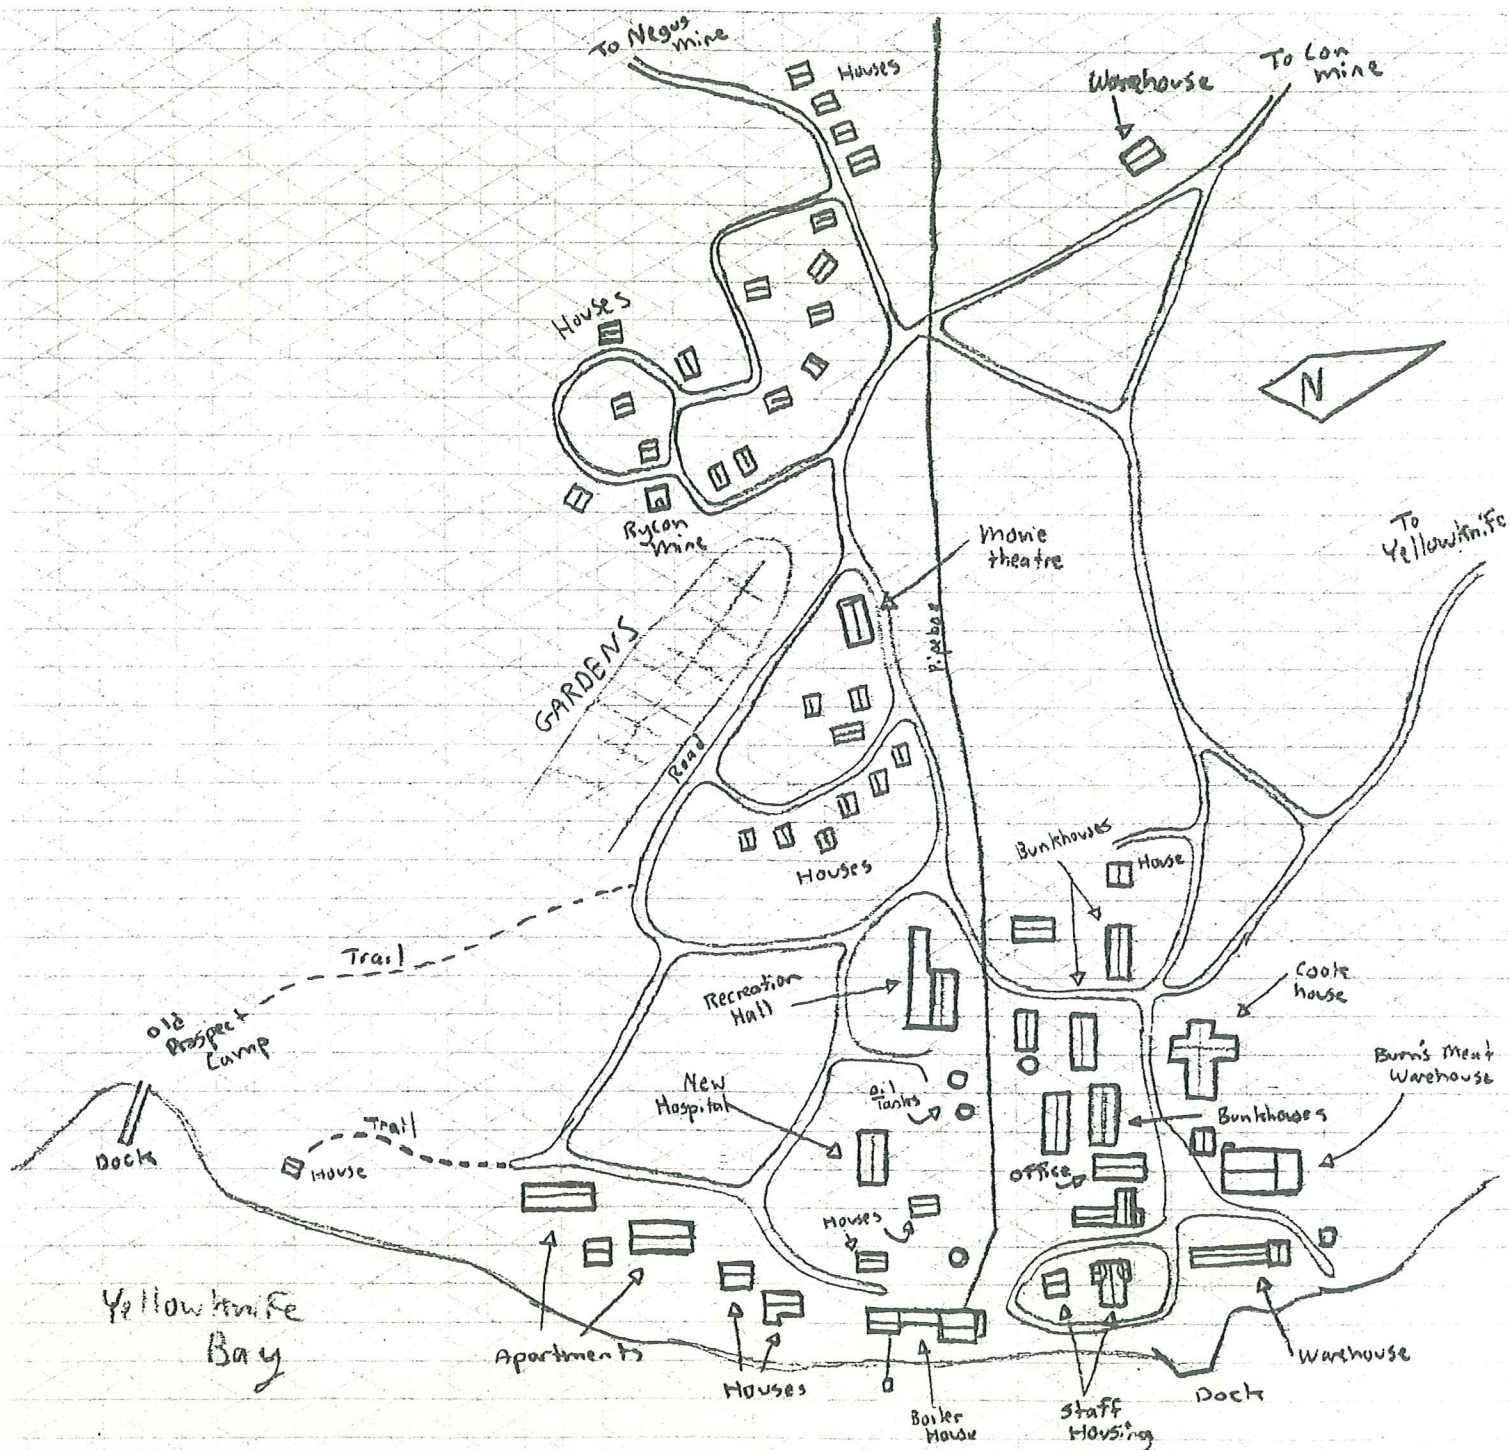 To Negus
mine
Houses
Warehouse
To Con
mine
N
Houses
Rycon
mine
To
Yellowknife
Movie
theatre
Pipebox
GARDENS
Road
Bunkhouses
House
Houses
Trail
Recreation
Hall
Cook
house
old
Prospect
Camp
New
Hospital
oil
Tanks
Burn's Meat
Warehouse
Bunkhouses
Trail
Dock
House
Office
Houses
Yellowknife
Bay
Apartments
Houses
Boiler
House
Staff
Housing
Dock
Warehouse